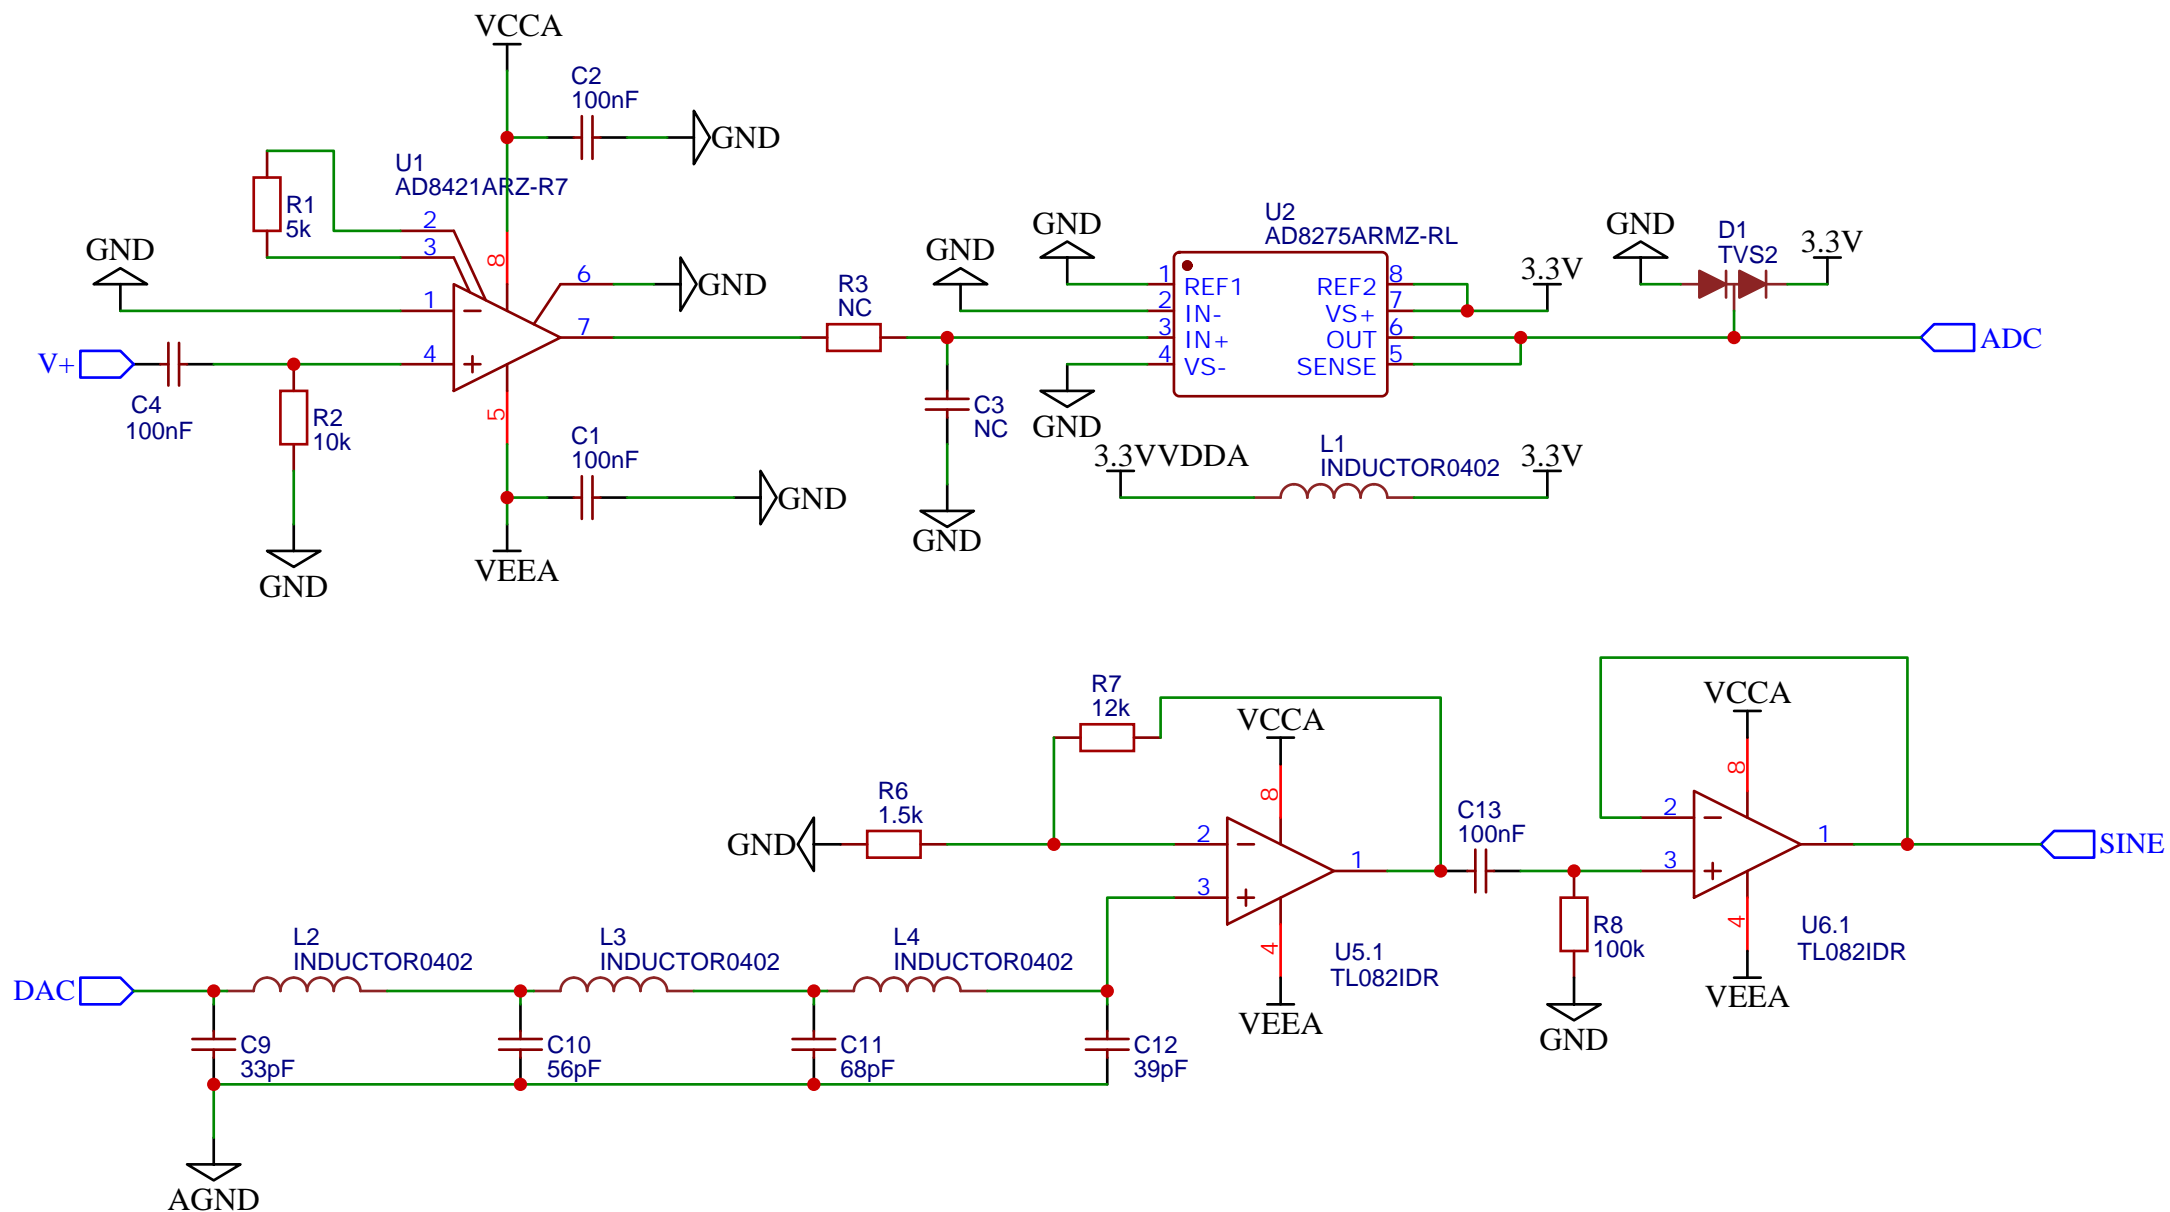 VCCA
C2
100nF
GND
U1
AD8421ARZ-R7
R1
5k
2
3
8
GND
1
6
GND
7
V+
4
C4
100nF
R2
10k
5
C1
100nF
GND
GND
VEEA
R3
NC
GND
GND
C3
NC
GND
U2
AD8275ARMZ-RL
1
REF1
REF2
8
2
IN-
VS+
7
3
IN+
OUT
6
4
VS-
SENSE
5
3.3V
GND
GND
D1
TVS2
3.3V
ADC
3.3VVDDA
L1
INDUCTOR0402
3.3V
R7
12k
VCCA
R6
1.5k
8
GND
2
1
3
4
U5.1
TL082IDR
VEEA
C13
100nF
VCCA
8
2
1
SINE
3
4
R8
100k
U6.1
TL082IDR
GND
VEEA
L2
INDUCTOR0402
L3
INDUCTOR0402
L4
INDUCTOR0402
DAC
C9
33pF
C10
56pF
C11
68pF
C12
39pF
AGND